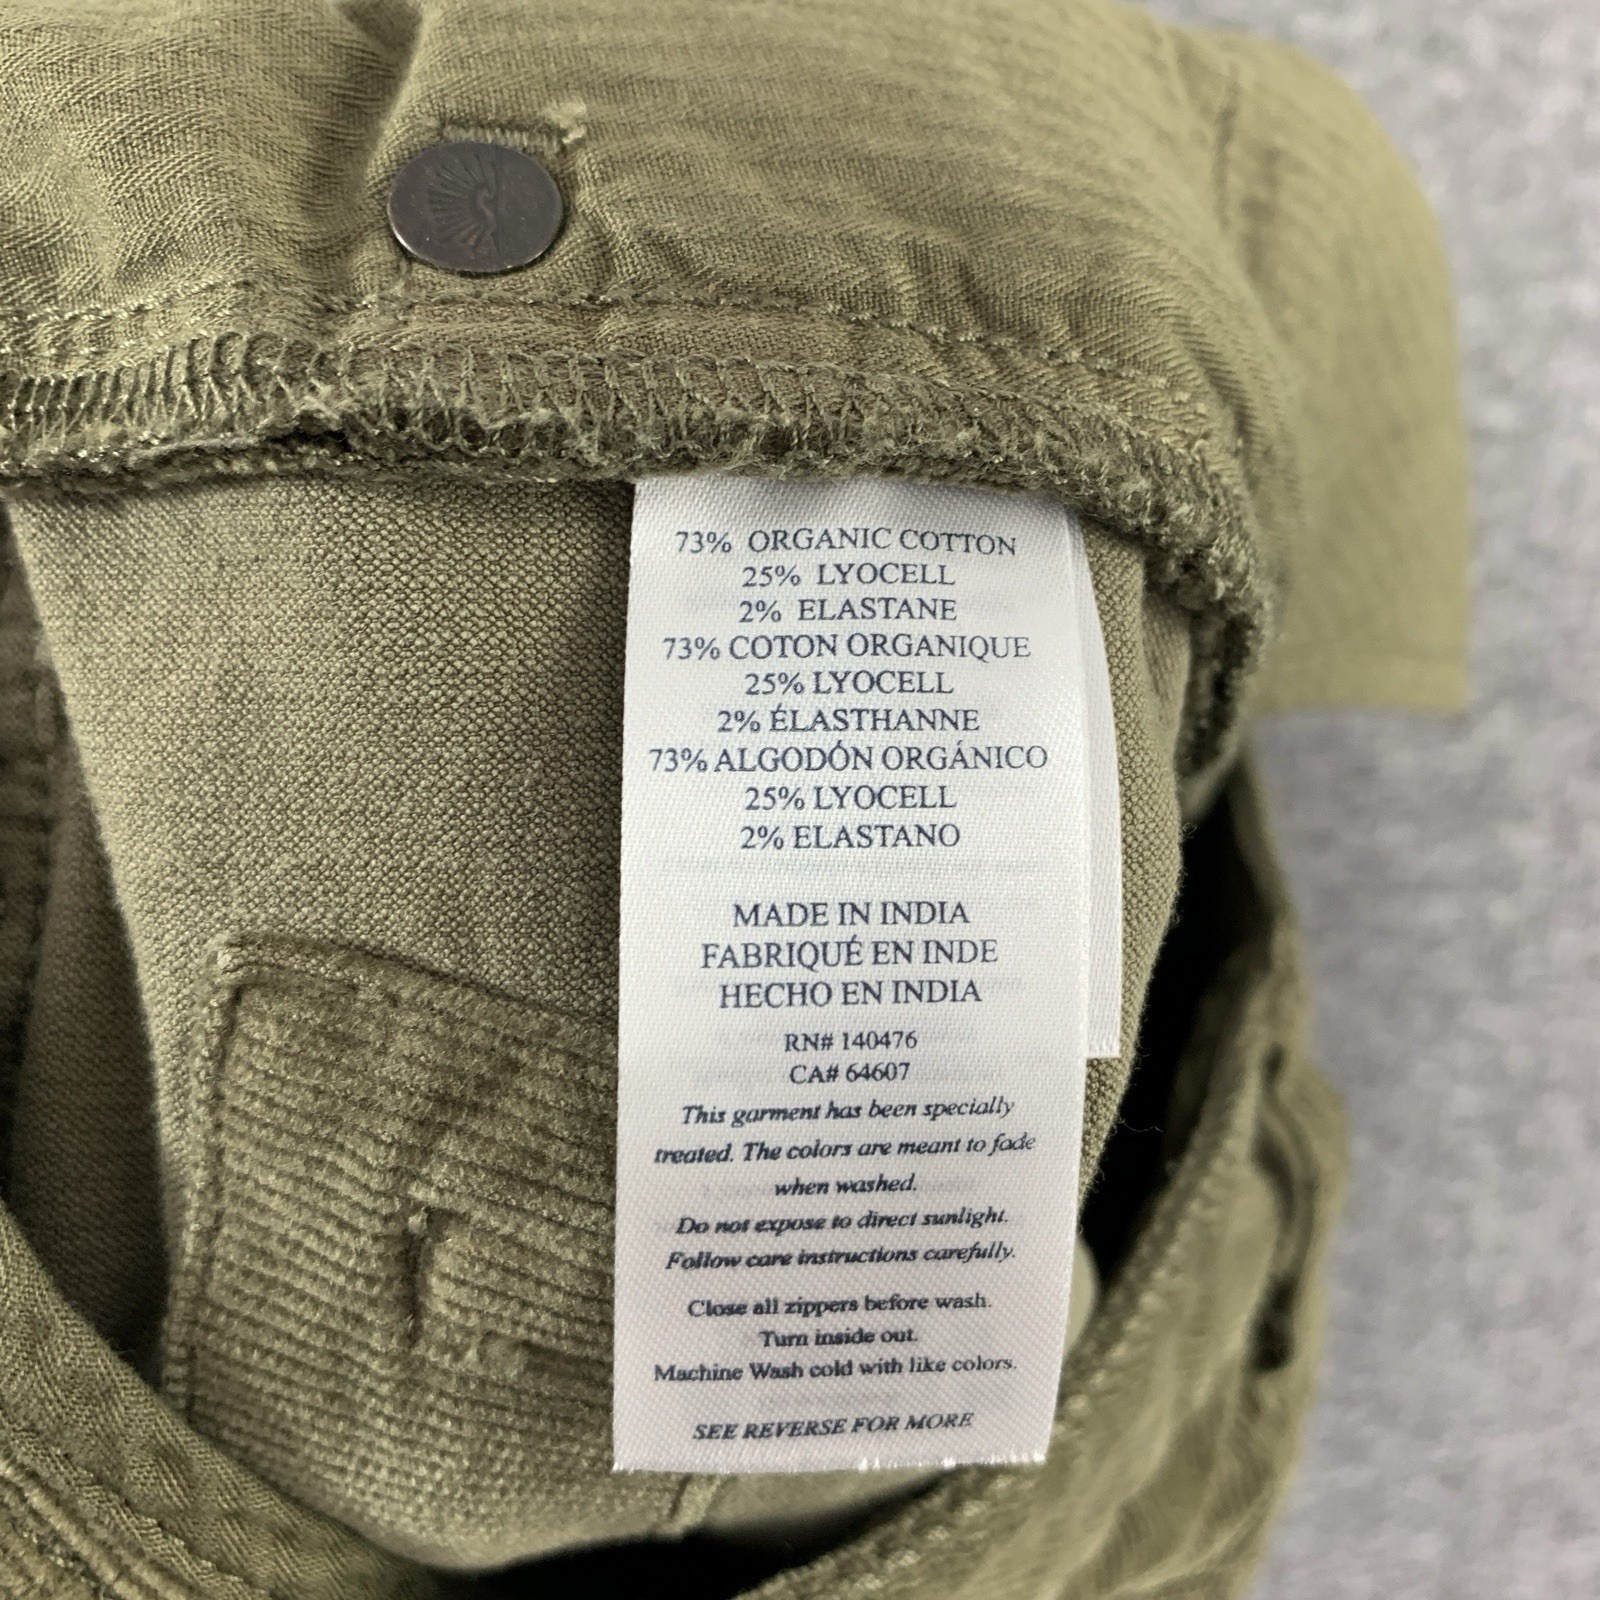 73% ORGANIC COTTON
25% LYOCELL
2% ELASTANE
73% COTON ORGANIQUE
25% LYOCELL
2% ÉLASTHANNE
73% ALGODÓN ORGÁNICO
25% LYOCELL
2% ELASTANO
MADE IN INDIA
FABRIQUÉ EN INDE
HECHO EN INDIA
RN# 140476
CA# 64607
This garment has been specially
treated. The colors are meant to fade
when washed.
Do not expose to direct sunlight.
Follow care instructions carefully.
Close all zippers before wash.
Turn inside out.
Machine Wash cold with like colors.
SEE REVERSE FOR MORE